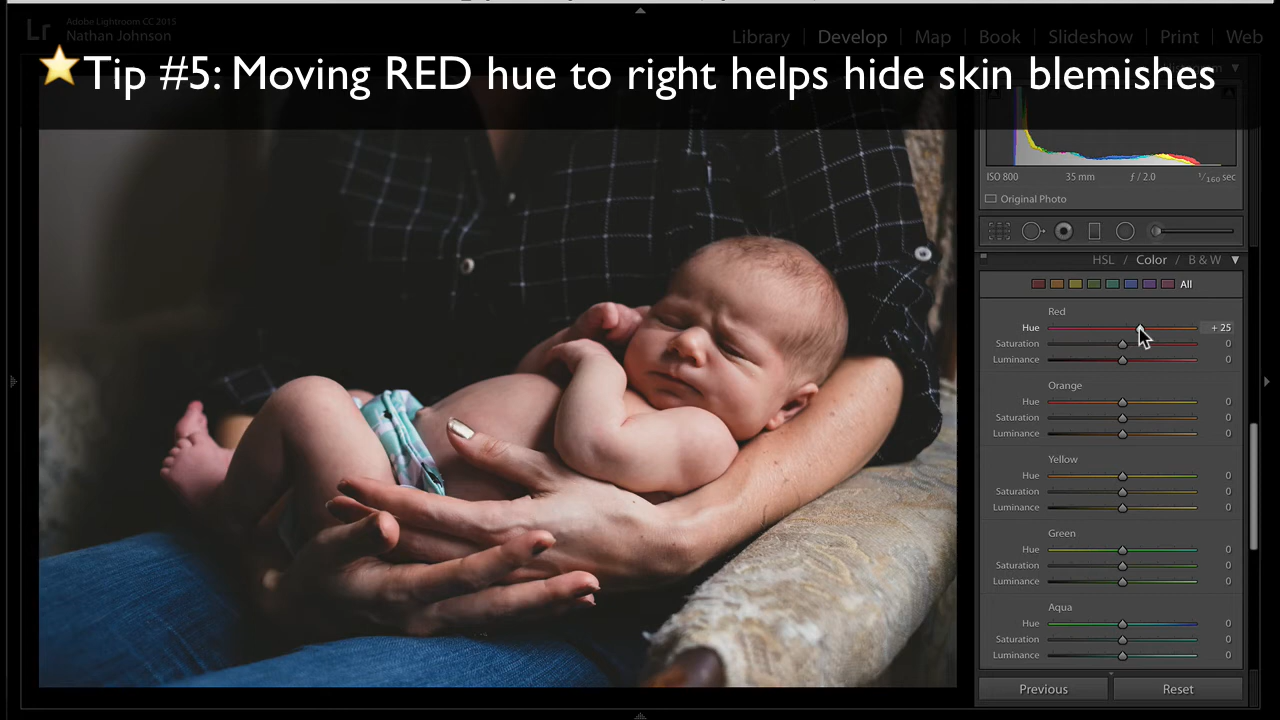 Lr
Adobe Lightroom CC 2015
Nathan Johnson
Library | Develop | Map | Book | Slideshow | Print | Web
Tip #5: Moving RED hue to right helps hide skin blemishes
ISO 800 35 mm ƒ / 2.0 1/160 sec
Original Photo
HSL / Color / B & W
All
Red
Hue + 25
Saturation 0
Luminance 0
Orange
Hue 0
Saturation 0
Luminance 0
Yellow
Hue 0
Saturation 0
Luminance 0
Green
Hue 0
Saturation 0
Luminance 0
Aqua
Hue 0
Saturation 0
Luminance 0
Previous Reset